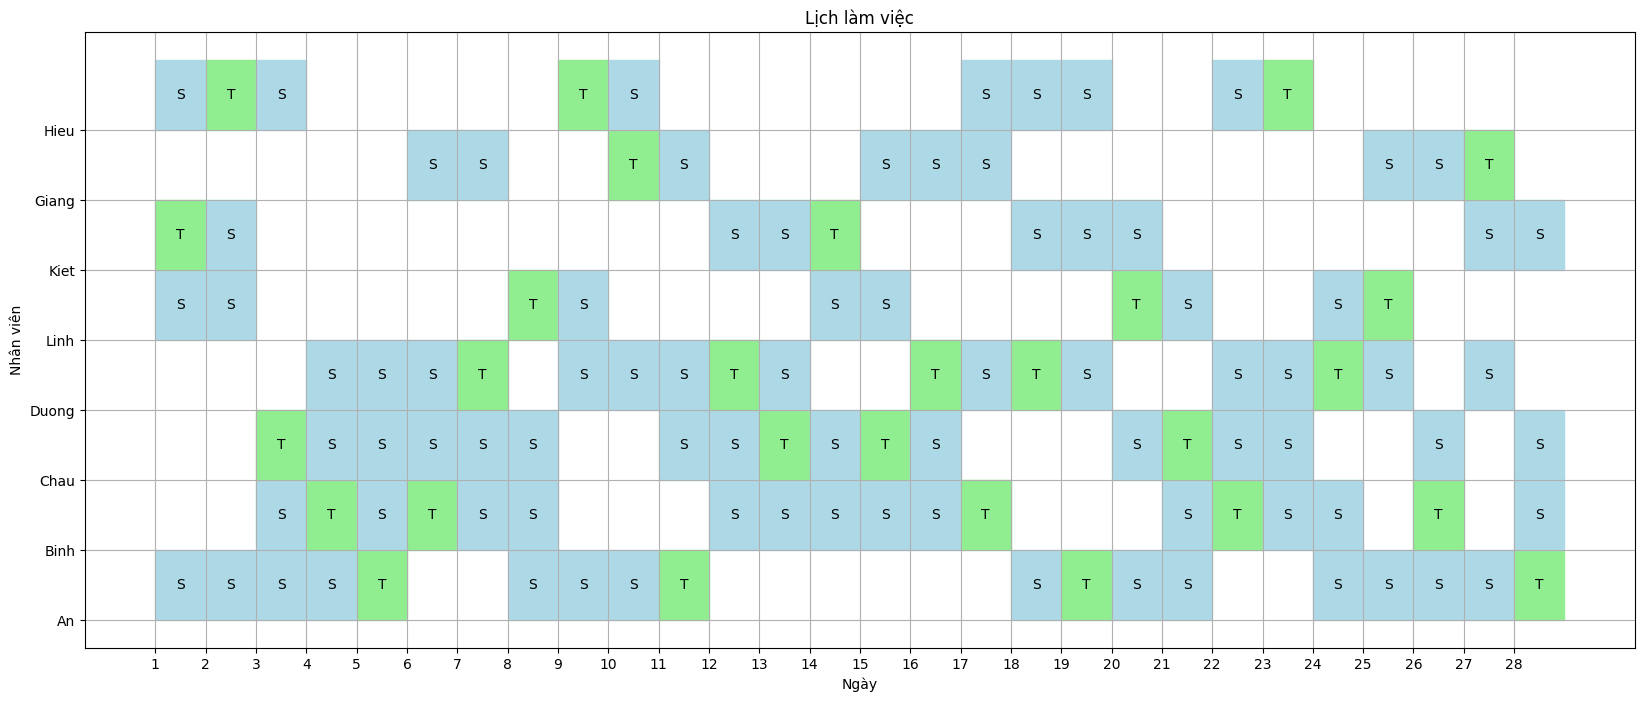 Lịch làm việc
S T S T S S S S S T
Hieu
S S T S S S S S S T
Giang
T S S S T S S S S S
Kiet
S S T S S S T S S T
Linh
S S S T S S S T S T S T S S S T S S
Duong
T S S S S S S S T S T S S T S S S S
Chau
S T S T S S S S S S S T S T S S T S
Binh
S S S S T S S S T S T S S S S S S T
An
Nhân viên
1 2 3 4 5 6 7 8 9 10 11 12 13 14 15 16 17 18 19 20 21 22 23 24 25 26 27 28
Ngày